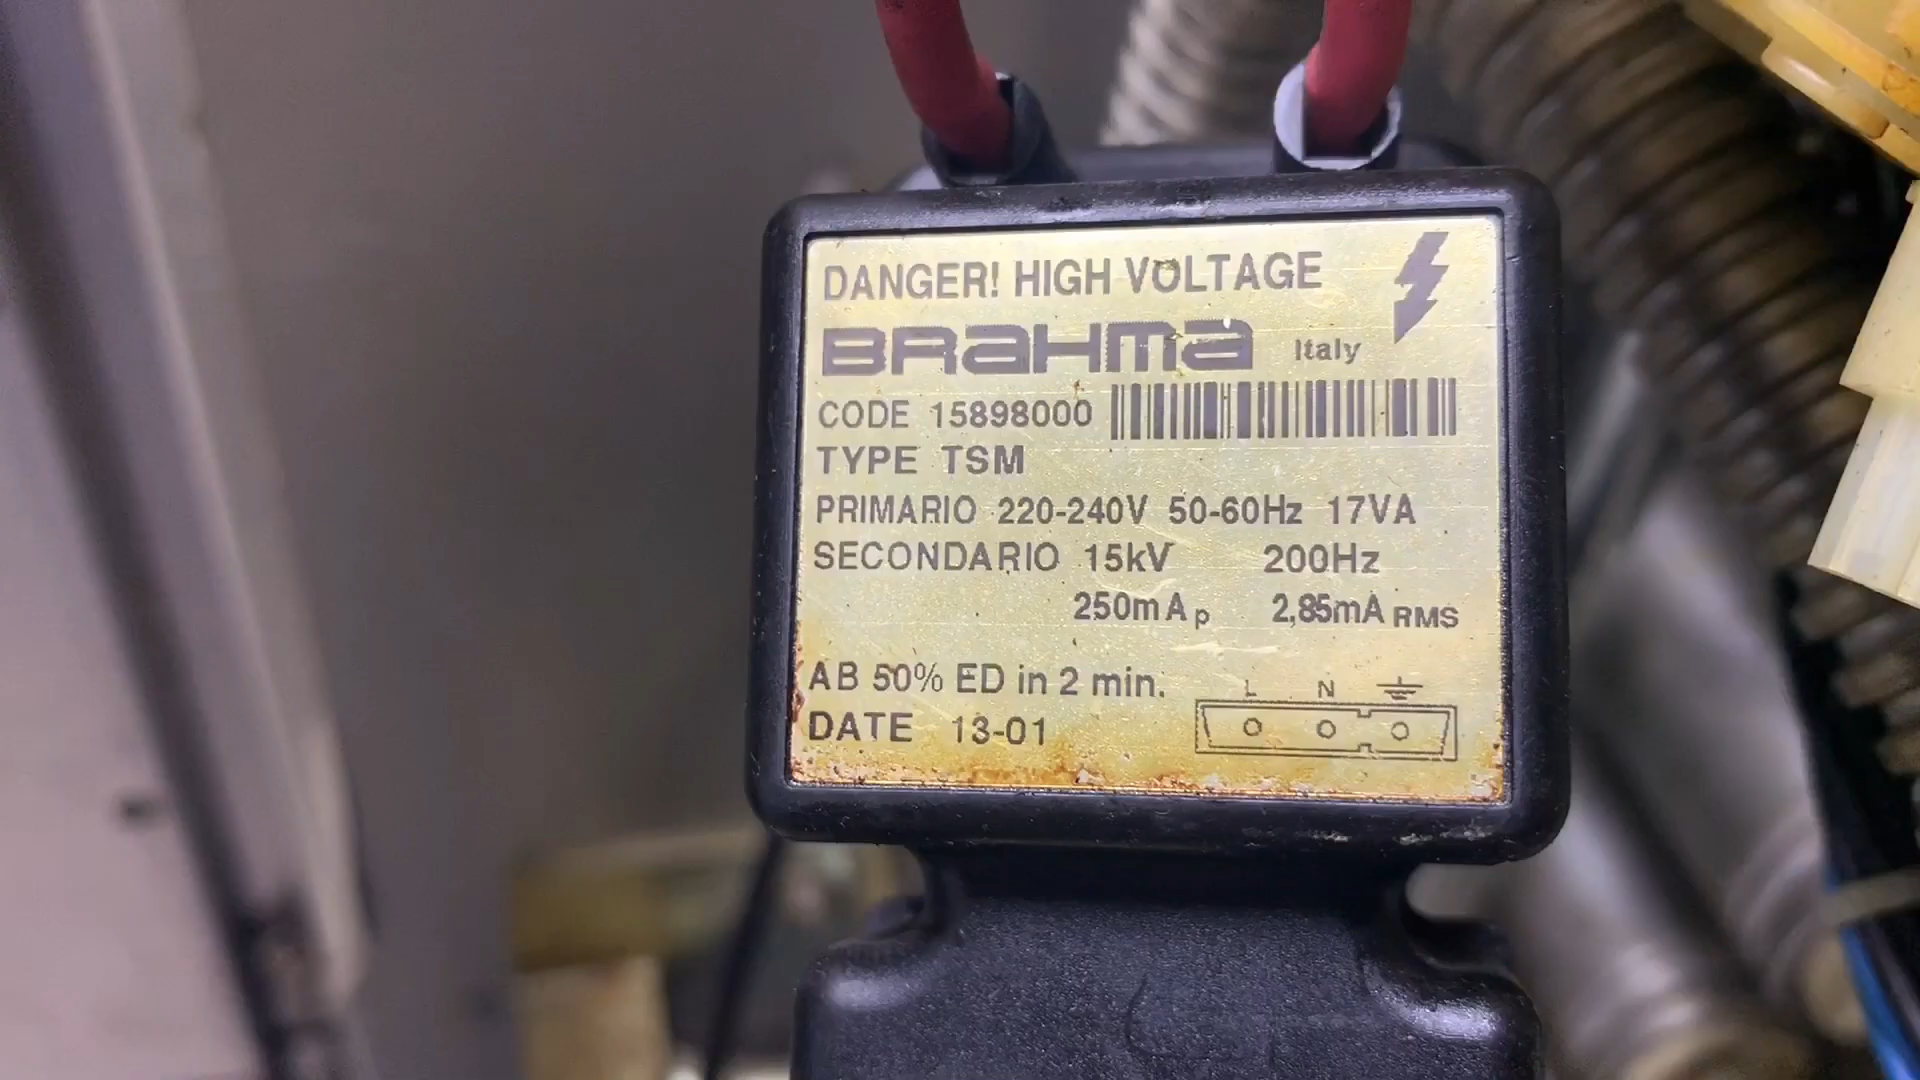 DANGER! HIGH VOLTAGE
BRAHMA Italy
CODE 15898000
TYPE TSM
PRIMARIO 220-240V 50-60Hz 17VA
SECONDARIO 15kV 200Hz
250mAp 2,85mA RMS
AB 50% ED in 2 min.
L N
DATE 13-01